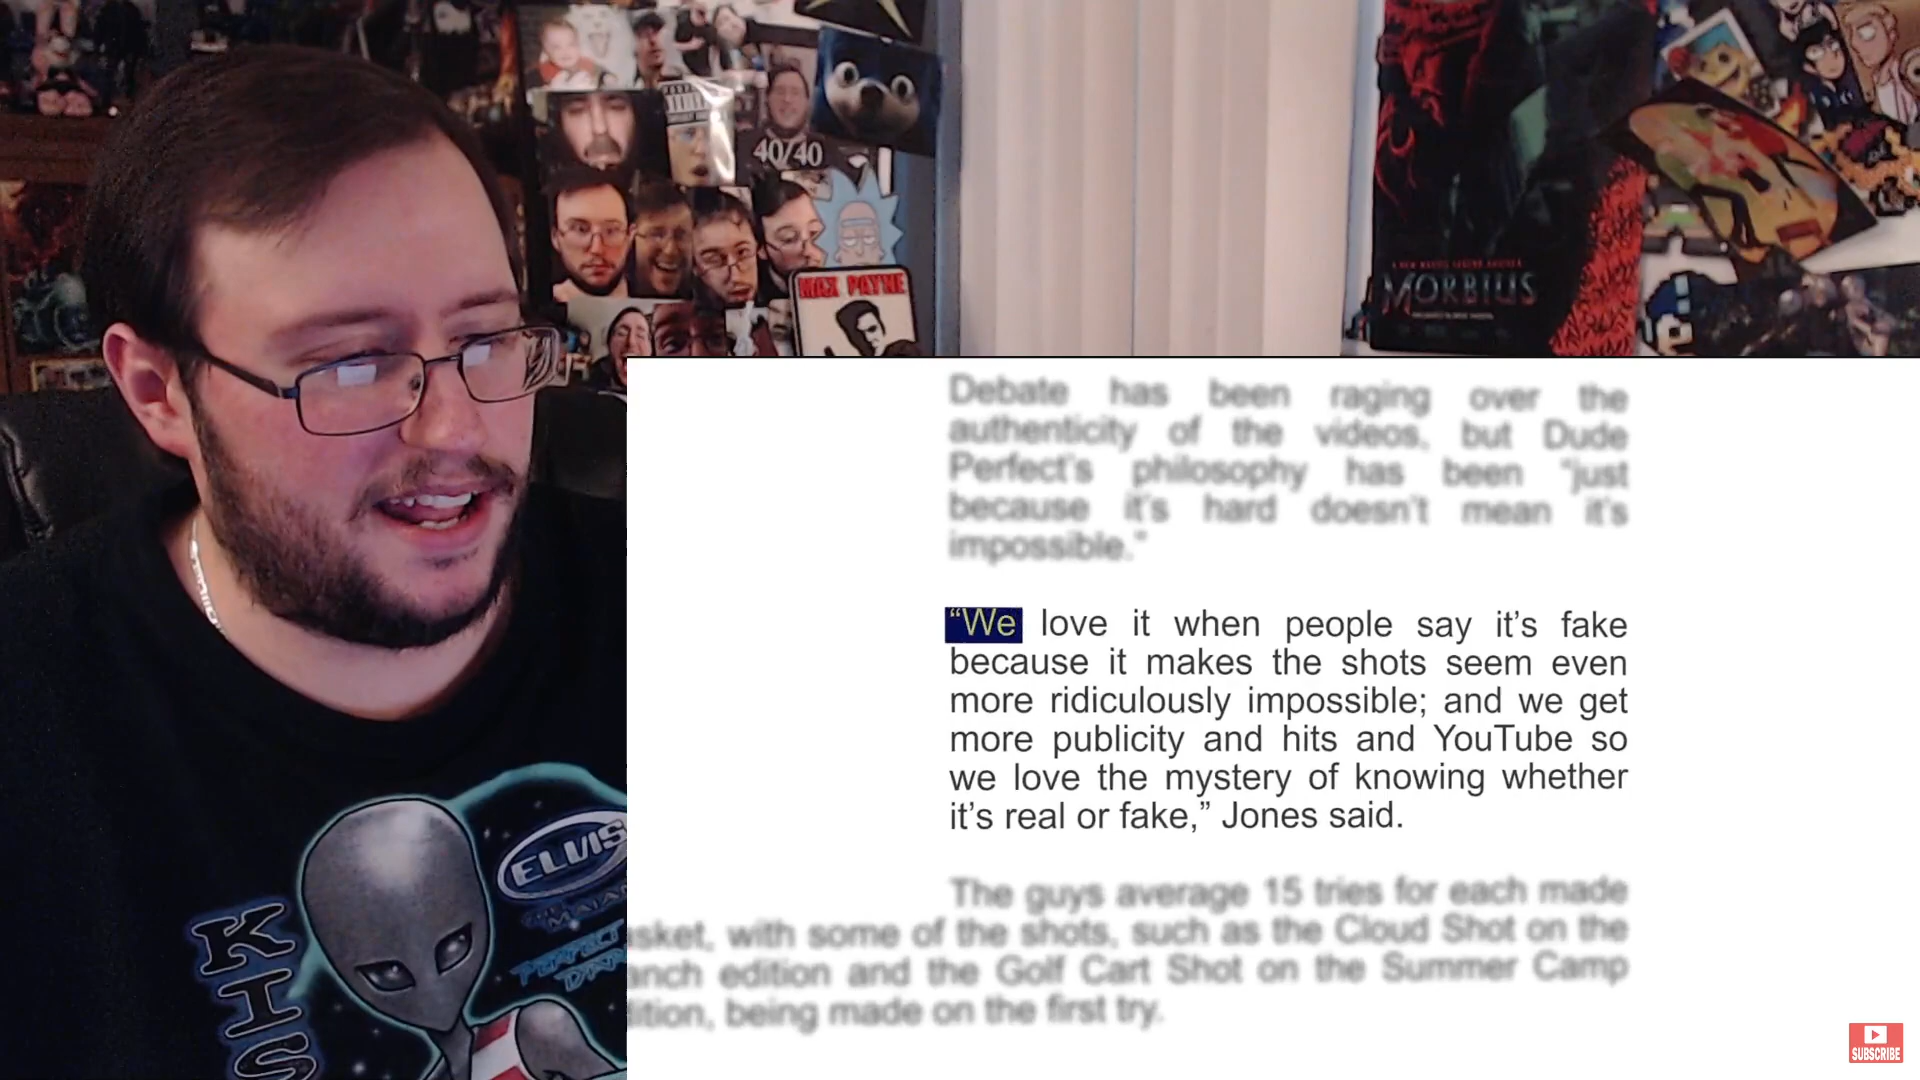 40/40
MAX PAYNE
MORBIUS
Debate has been raging over the
authenticity of the videos, but Dude
Perfect's philosophy has been "just
because it's hard doesn't mean it's
impossible."
“We love it when people say it’s fake
because it makes the shots seem even
more ridiculously impossible; and we get
more publicity and hits and YouTube so
we love the mystery of knowing whether
it’s real or fake,” Jones said.
The guys average 15 tries for each made
asket, with some of the shots, such as the Cloud Shot on the
anch edition and the Golf Cart Shot on the Summer Camp
ition, being made on the first try.
ELVIS
KIS
SUBSCRIBE